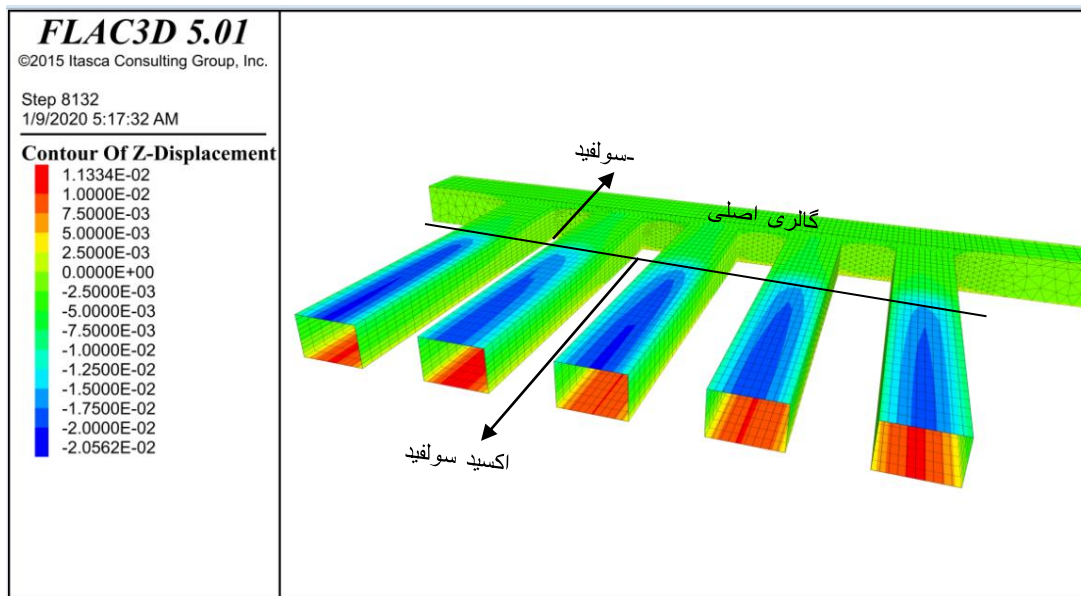 FLAC3D 5.01
©2015 Itasca Consulting Group, Inc.
Step 8132
1/9/2020 5:17:32 AM
Contour Of Z-Displacement
1.1334E-02
1.0000E-02
7.5000E-03
5.0000E-03
2.5000E-03
0.0000E+00
-2.5000E-03
-5.0000E-03
-7.5000E-03
-1.0000E-02
-1.2500E-02
-1.5000E-02
-1.7500E-02
-2.0000E-02
-2.0562E-02
-سولفید
گالری اصلی
اکسید سولفید